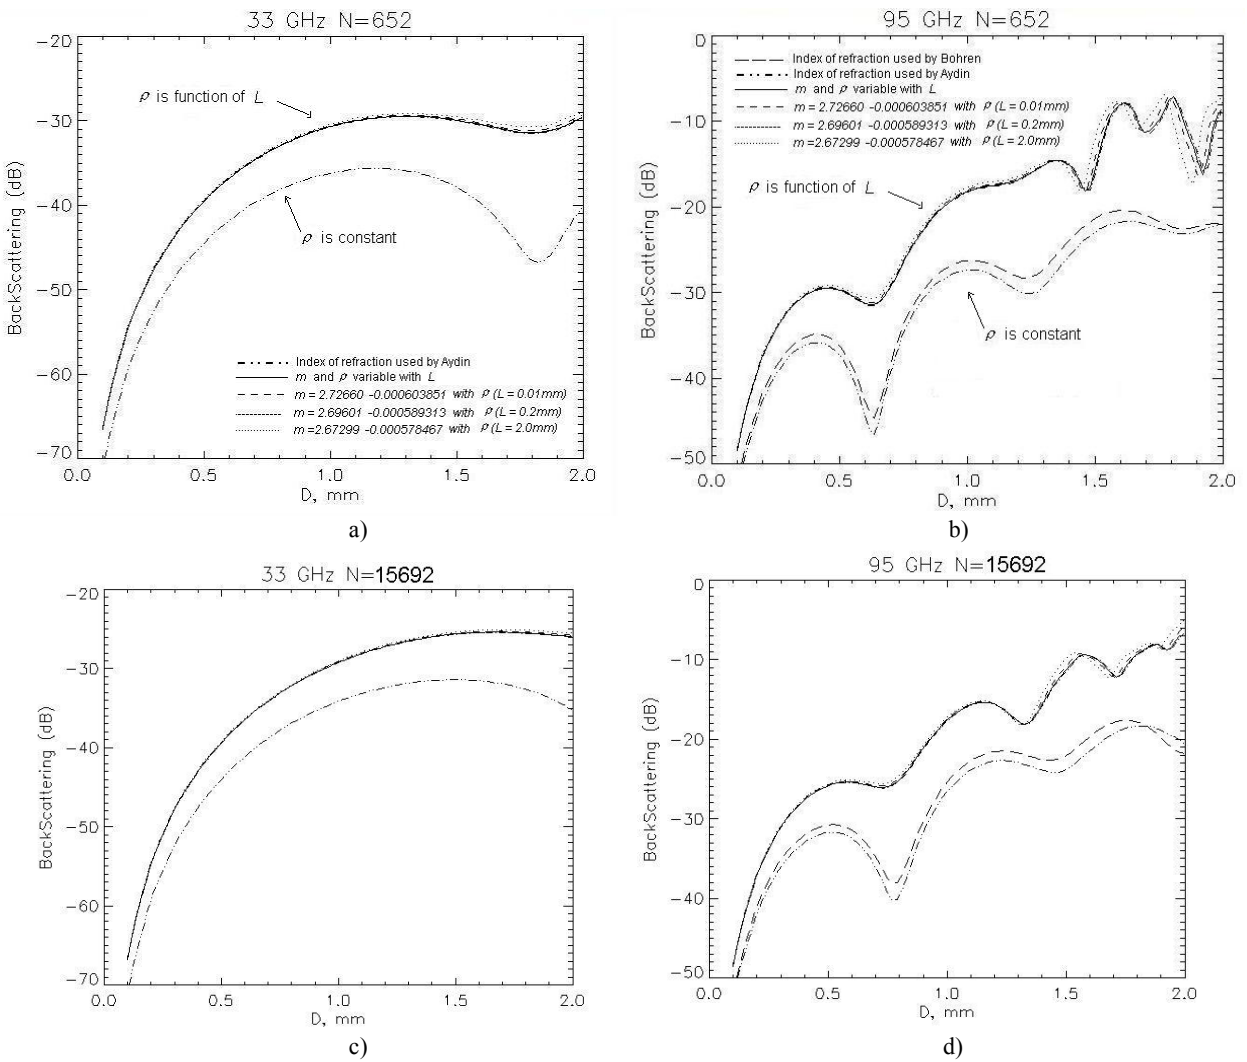 33 GHz N=652
−20
−30
−40
−50
−60
−70
BackScattering (dB)
ρ is function of L
ρ is constant
Index of refraction used by Aydin
m and ρ variable with L
m = 2.72660 -0.000603851 with ρ (L = 0.01mm)
m = 2.69601 -0.000589313 with ρ (L = 0.2mm)
m = 2.67299 -0.000578467 with ρ (L = 2.0mm)
0.0 0.5 1.0 1.5 2.0
D, mm
a)
95 GHz N=652
0
−10
−20
−30
−40
−50
BackScattering (dB)
Index of refraction used by Bohren
Index of refraction used by Aydin
m and ρ variable with L
m = 2.72660 -0.000603851 with ρ (L = 0.01mm)
m = 2.69601 -0.000589313 with ρ (L = 0.2mm)
m = 2.67299 -0.000578467 with ρ (L = 2.0mm)
ρ is function of L
ρ is constant
0.0 0.5 1.0 1.5 2.0
D, mm
b)
33 GHz N=15692
−20
−30
−40
−50
−60
−70
BackScattering (dB)
0.0 0.5 1.0 1.5 2.0
D, mm
c)
95 GHz N=15692
0
−10
−20
−30
−40
−50
BackScattering (dB)
0.0 0.5 1.0 1.5 2.0
D, mm
d)